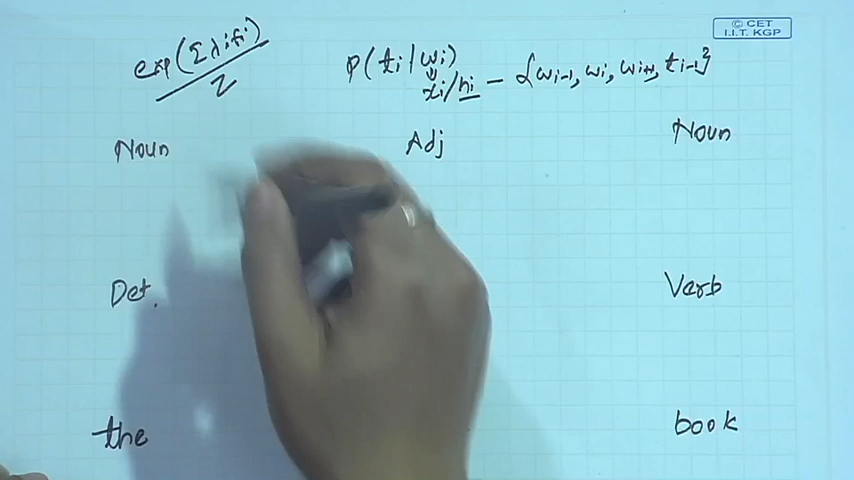 © CET
I.I.T. KGP
exp(Σλifi)
Z
P(ti|wi)
xi/hi – {wi-1, wi, wi+1, ti-1}
Noun Adj Noun
Det. Verb
the book